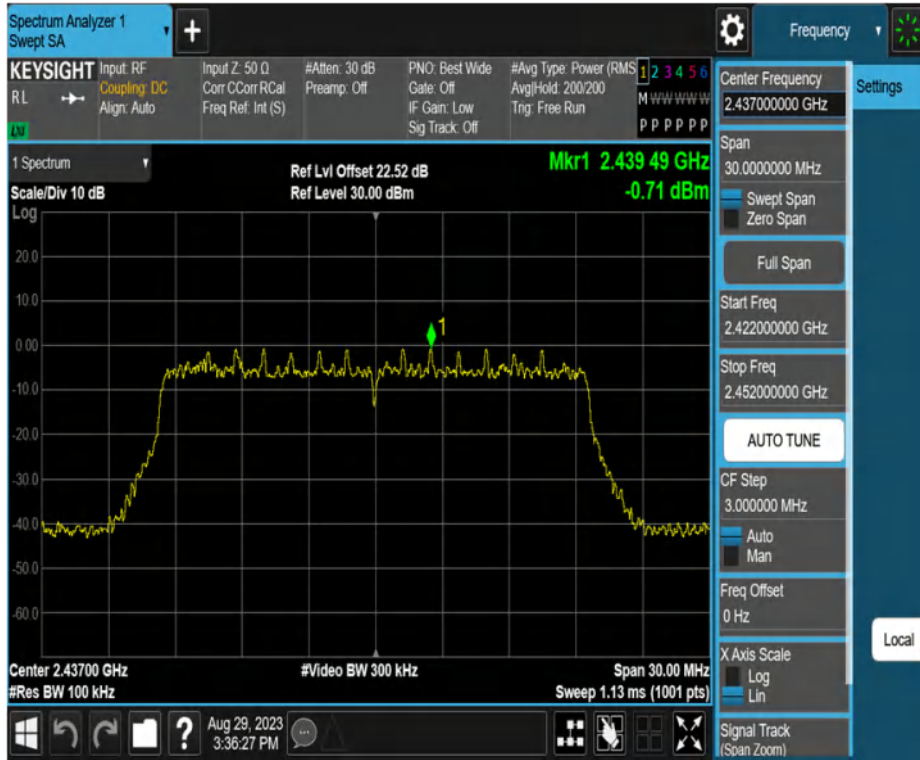 Spectrum Analyzer 1
Swept SA
+
Frequency
KEYSIGHT
RL
LXI
Input: RF
Coupling: DC
Align: Auto
Input Z: 50 Ω
Corr CCorr RCal
Freq Ref: Int (S)
#Atten: 30 dB
Preamp: Off
PNO: Best Wide
Gate: Off
IF Gain: Low
Sig Track: Off
#Avg Type: Power (RMS
Avg|Hold: 200/200
Trig: Free Run
1 2 3 4 5 6
M W W W W W
P P P P P P
1 Spectrum
Scale/Div 10 dB
Log
Ref Lvl Offset 22.52 dB
Ref Level 30.00 dBm
Mkr1 2.439 49 GHz
-0.71 dBm
20.0
10.0
0.00
-10.0
-20.0
-30.0
-40.0
-50.0
-60.0
1
Center 2.43700 GHz
#Res BW 100 kHz
#Video BW 300 kHz
Span 30.00 MHz
Sweep 1.13 ms (1001 pts)
?
Aug 29, 2023
3:36:27 PM
Center Frequency
2.437000000 GHz
Span
30.0000000 MHz
Swept Span
Zero Span
Full Span
Start Freq
2.422000000 GHz
Stop Freq
2.452000000 GHz
AUTO TUNE
CF Step
3.000000 MHz
Auto
Man
Freq Offset
0 Hz
X Axis Scale
Log
Lin
Signal Track
(Span Zoom)
Settings
Local